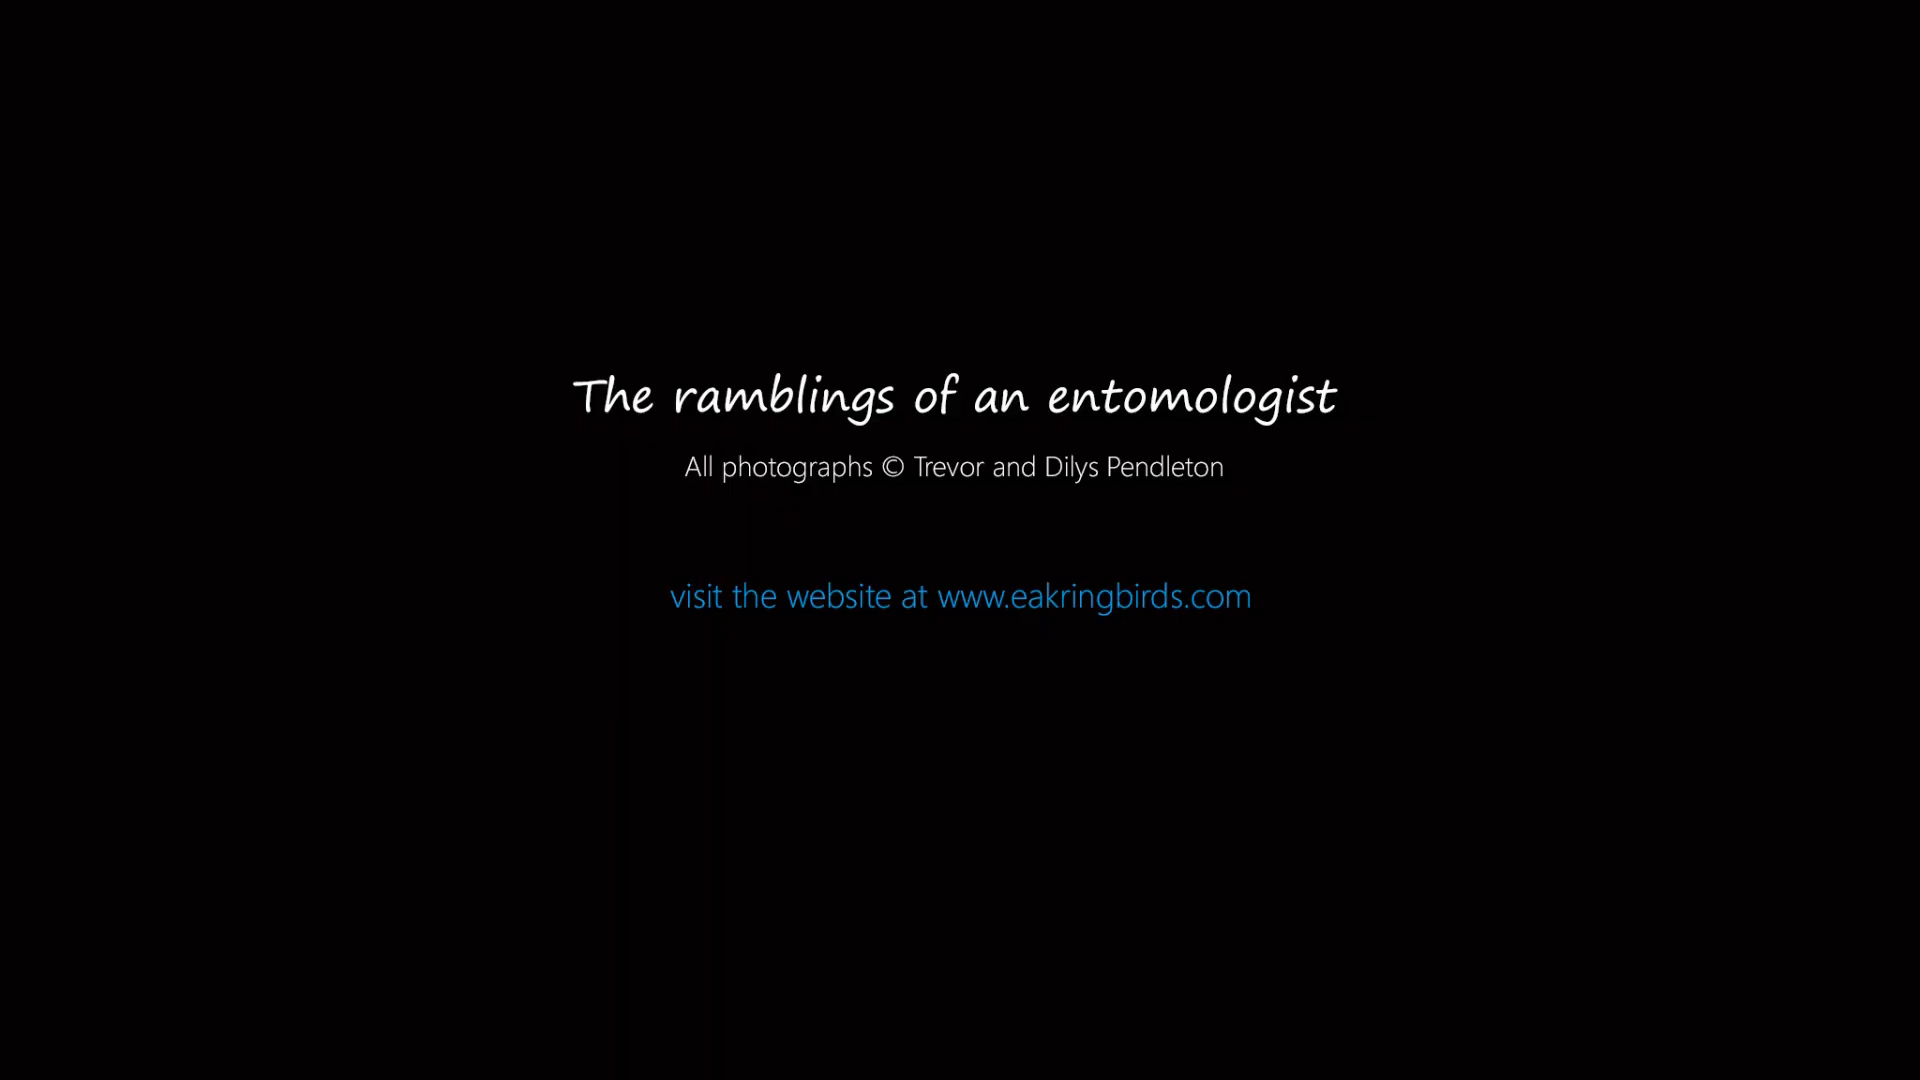 The ramblings of an entomologist
All photographs © Trevor and Dilys Pendleton
visit the website at www.eakringbirds.com